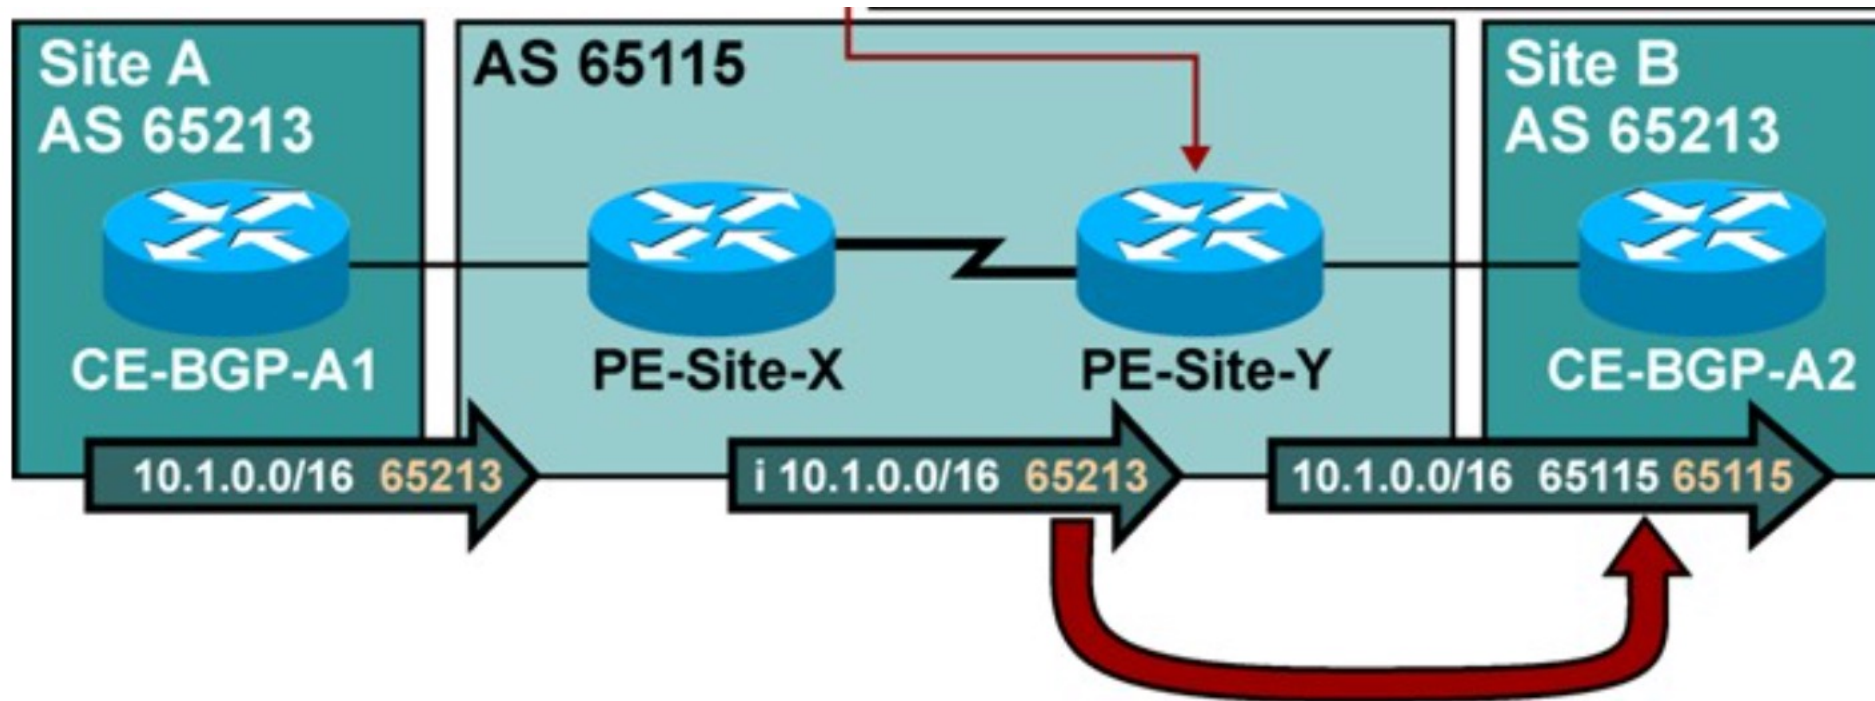 Site A
AS 65213
AS 65115
Site B
AS 65213
CE-BGP-A1
PE-Site-X
PE-Site-Y
CE-BGP-A2
10.1.0.0/16 65213
i 10.1.0.0/16 65213
10.1.0.0/16 65115 65115